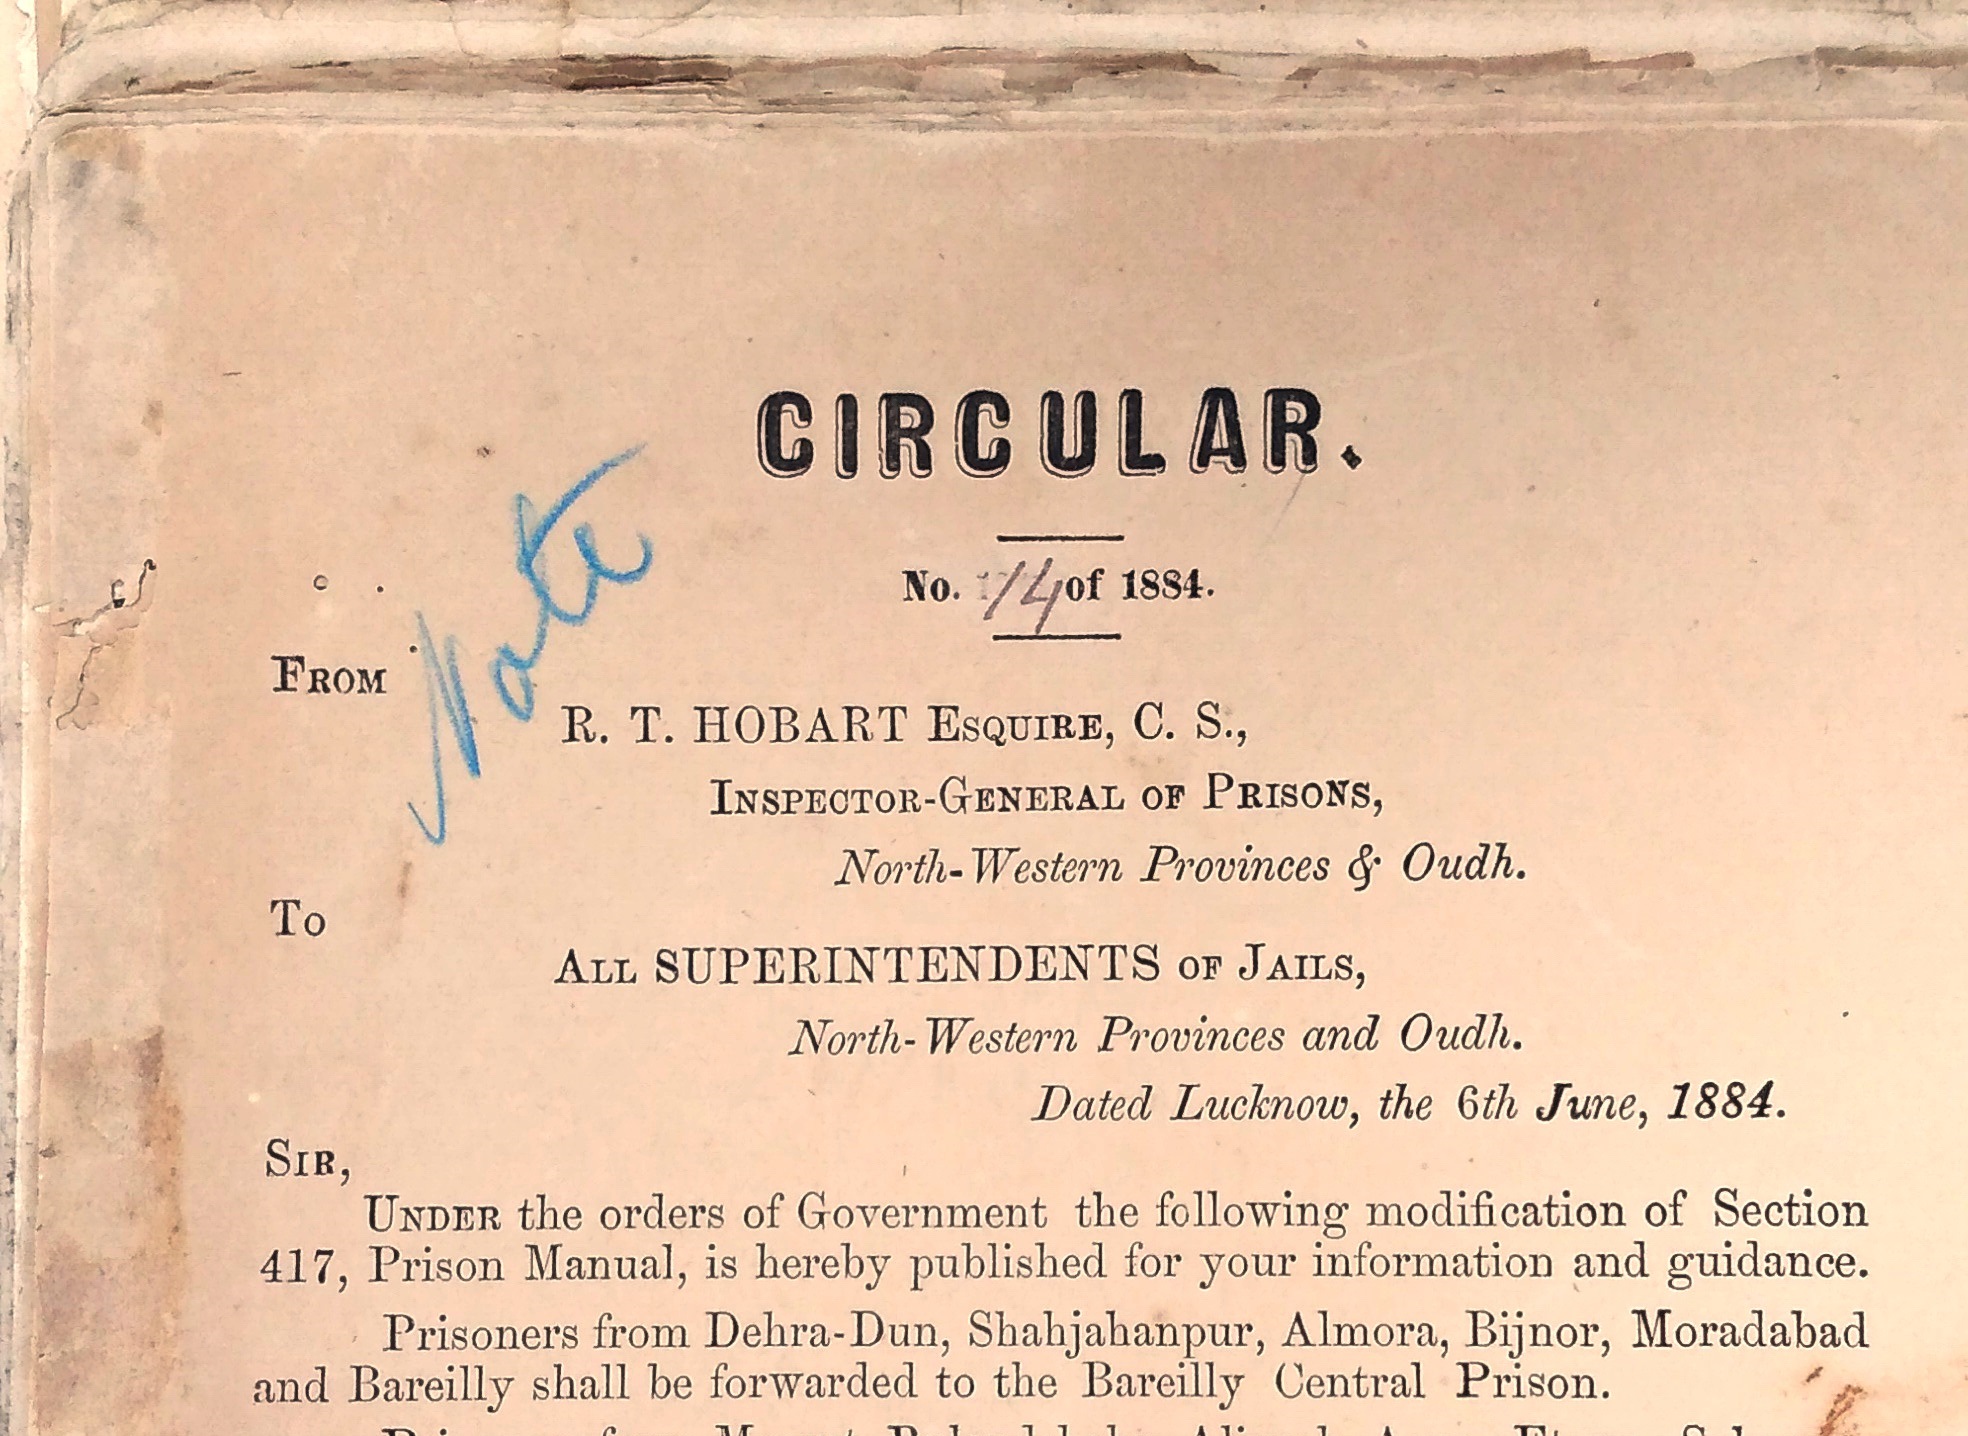 CIRCULAR.
No. 14 of 1884.
Note
FROM
R. T. HOBART ESQUIRE, C. S.,
INSPECTOR-GENERAL OF PRISONS,
North-Western Provinces & Oudh.
TO
ALL SUPERINTENDENTS OF JAILS,
North-Western Provinces and Oudh.
Dated Lucknow, the 6th June, 1884.
SIR,
UNDER the orders of Government the following modification of Section
417, Prison Manual, is hereby published for your information and guidance.
Prisoners from Dehra-Dun, Shahjahanpur, Almora, Bijnor, Moradabad
and Bareilly shall be forwarded to the Bareilly Central Prison.